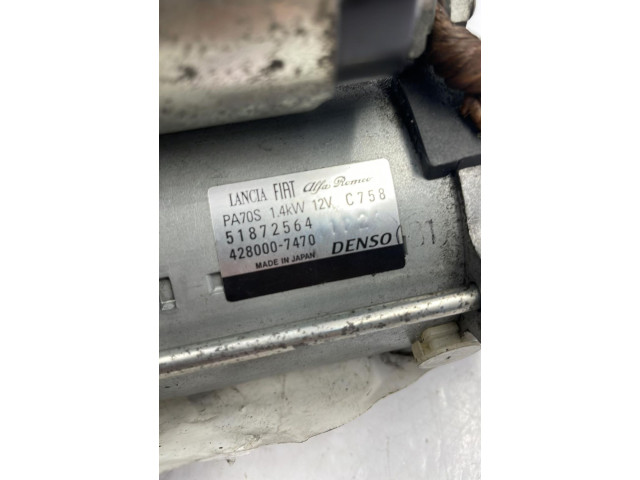 LANCIA FIAT Alfa Romeo
PA70S 1.4kW 12V C758
51872564
428000-7470 DENSO
MADE IN JAPAN